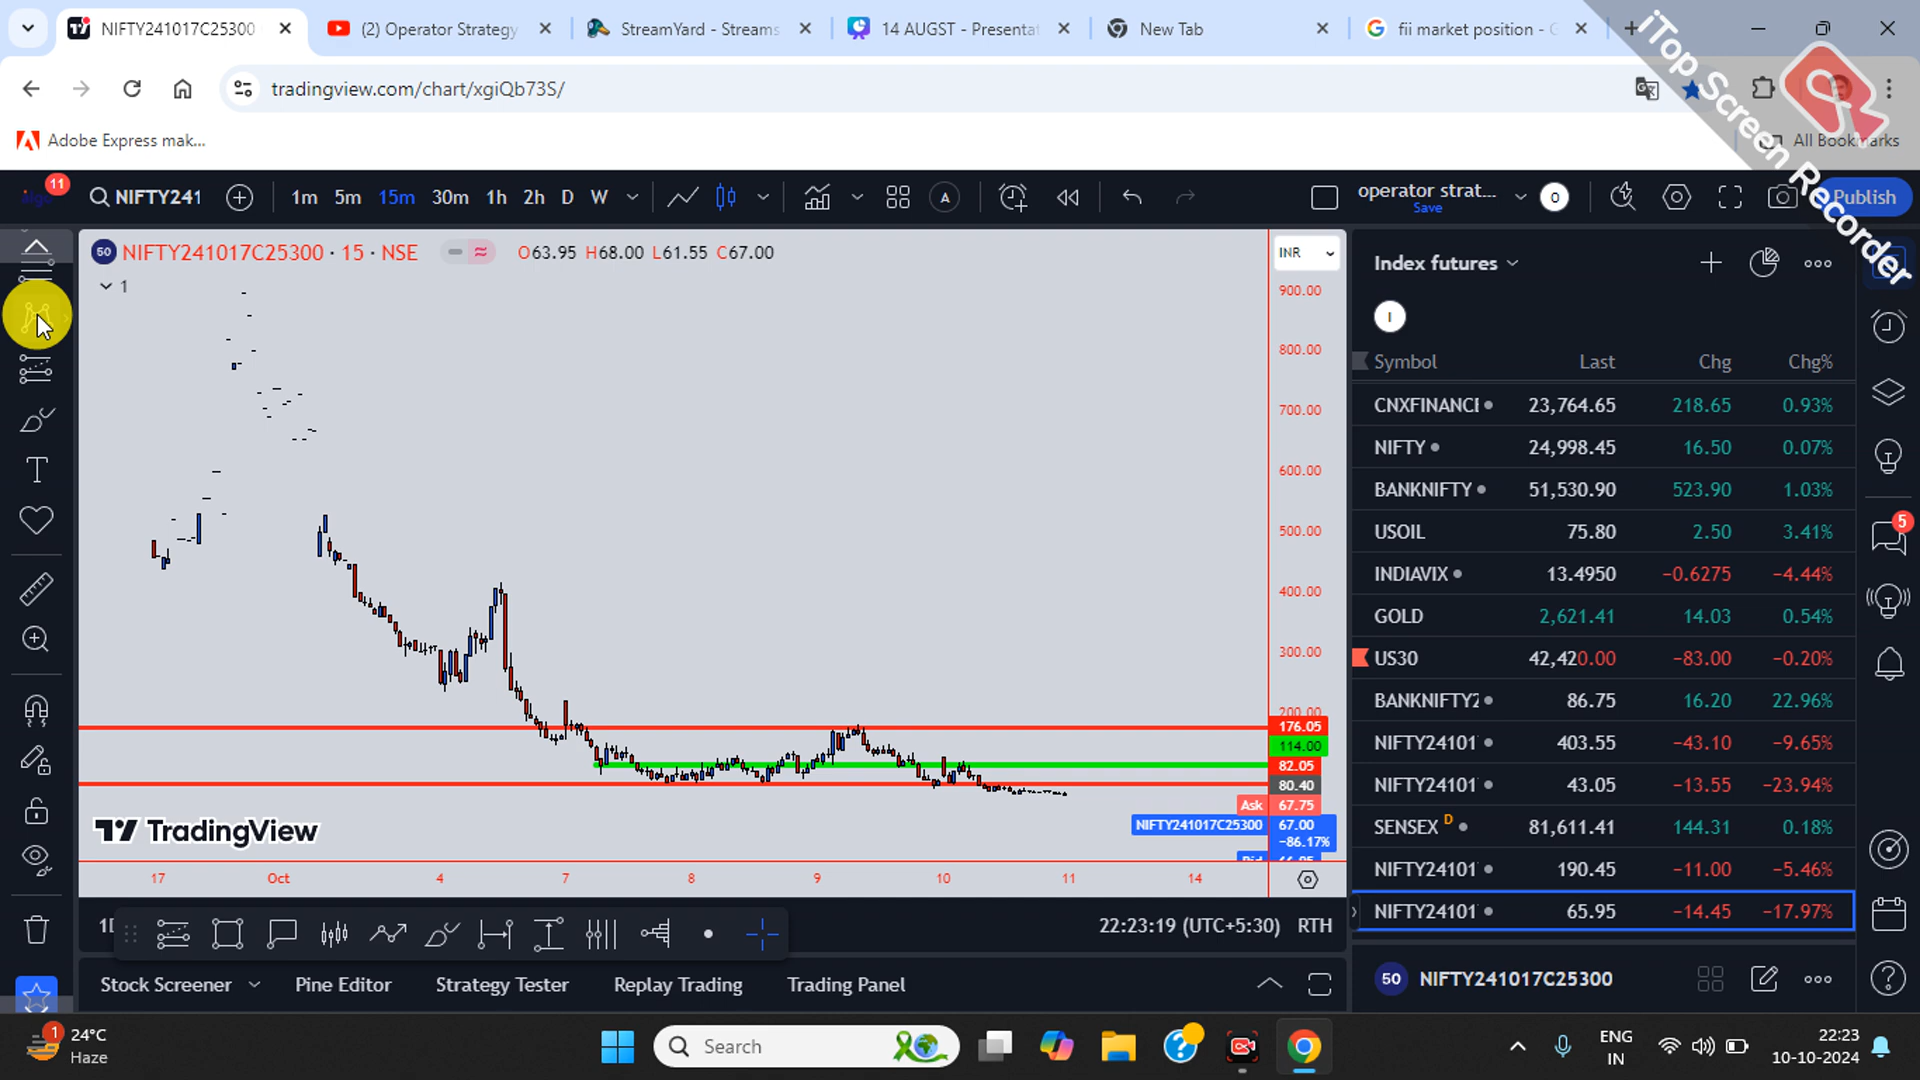 NIFTY241017C25300
(2) Operator Strategy
StreamYard - Streams
14 AUGST - Presentat
New Tab
fii market position - G
iTop Screen Recorder
tradingview.com/chart/xgiQb73S/
Adobe Express mak...
All Bookmarks
11
NIFTY241
1m 5m 15m 30m 1h 2h D W
A
operator strat...
Save
O
Publish
50 NIFTY241017C25300 · 15 · NSE
O63.95 H68.00 L61.55 C67.00
1
INR
900.00
800.00
700.00
600.00
500.00
400.00
300.00
200.00
176.05
114.00
82.05
80.40
Ask 67.75
NIFTY241017C25300 67.00
−86.17%
TradingView
17 Oct 4 7 8 9 10 11 14
22:23:19 (UTC+5:30) RTH
Stock Screener Pine Editor Strategy Tester Replay Trading Trading Panel
Index futures
I
Symbol Last Chg Chg%
CNXFINANCI 23,764.65 218.65 0.93%
NIFTY 24,998.45 16.50 0.07%
BANKNIFTY 51,530.90 523.90 1.03%
USOIL 75.80 2.50 3.41%
INDIAVIX 13.4950 −0.6275 −4.44%
GOLD 2,621.41 14.03 0.54%
US30 42,420.00 −83.00 −0.20%
BANKNIFTY2 86.75 16.20 22.96%
NIFTY24101 403.55 −43.10 −9.65%
NIFTY24101 43.05 −13.55 −23.94%
SENSEX D 81,611.41 144.31 0.18%
NIFTY24101 190.45 −11.00 −5.46%
NIFTY24101 65.95 −14.45 −17.97%
50 NIFTY241017C25300
5
1
24°C
Haze
Search
ENG
IN
22:23
10-10-2024